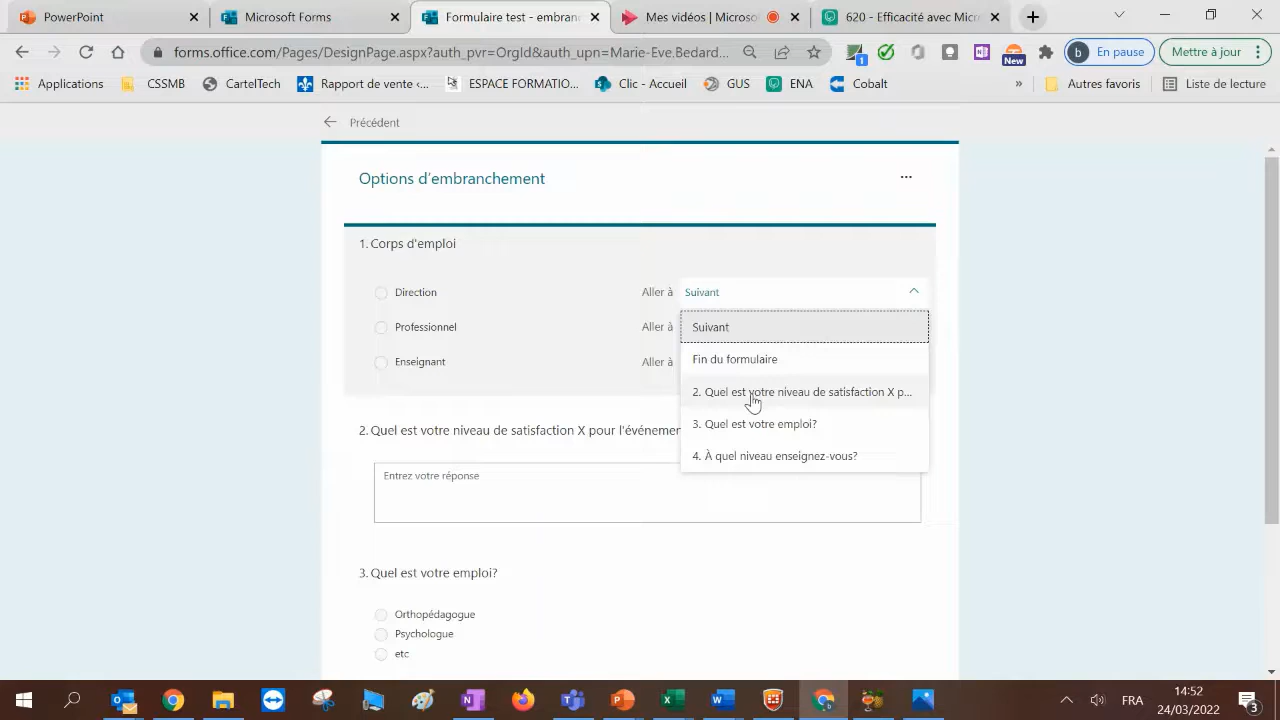 PowerPoint
Microsoft Forms
Formulaire test - embran
Mes vidéos | Microso
620 - Efficacité avec Micr
forms.office.com/Pages/DesignPage.aspx?auth_pvr=OrgId&auth_upn=Marie-Eve.Bedard...
1
New
b
En pause
Mettre à jour
Applications
CSSMB
CartelTech
Rapport de vente ‹...
ESPACE FORMATIO...
Clic - Accueil
GUS
ENA
Cobalt
»
Autres favoris
Liste de lecture
Précédent
Options d'embranchement
...
1. Corps d'emploi
Direction
Aller à
Suivant
Professionnel
Aller à
Suivant
Fin du formulaire
Enseignant
Aller à
2. Quel est votre niveau de satisfaction X p...
3. Quel est votre emploi?
2. Quel est votre niveau de satisfaction X pour l'événemen
4. À quel niveau enseignez-vous?
Entrez votre réponse
3. Quel est votre emploi?
Orthopédagogue
Psychologue
etc
FRA
14:52
24/03/2022
3